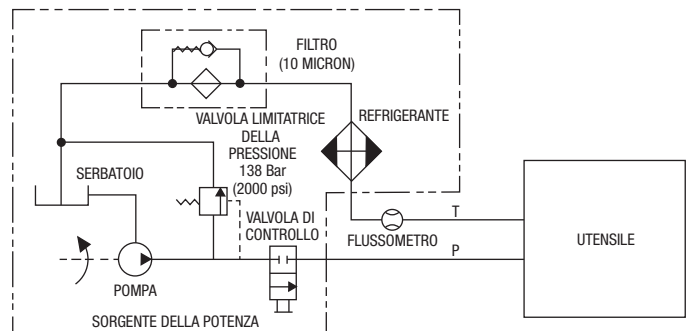 FILTRO
(10 MICRON)
VALVOLA LIMITATRICE
DELLA
PRESSIONE
138 Bar
(2000 psi)
REFRIGERANTE
SERBATOIO
VALVOLA DI
CONTROLLO
T
FLUSSOMETRO
P
UTENSILE
POMPA
SORGENTE DELLA POTENZA